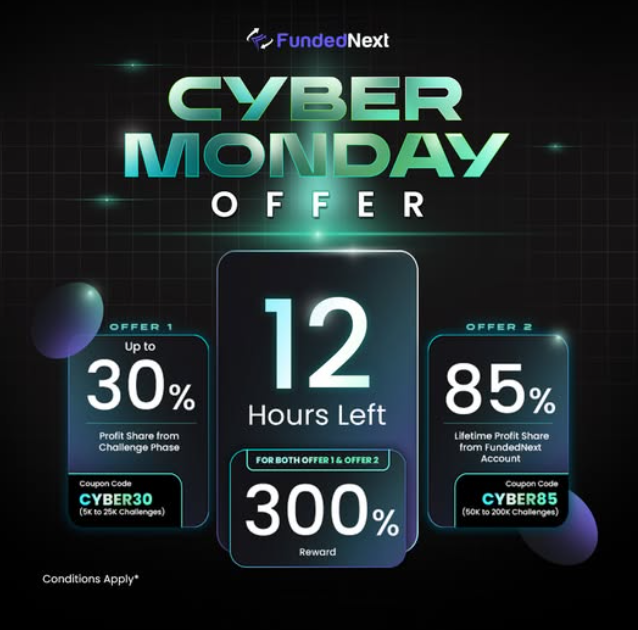 FundedNext
CYBER
MONDAY
OFFER
OFFER 1
Up to
30%
Profit Share from
Challenge Phase
Coupon Code
CYBER30
(5K to 25K Challenges)
12
Hours Left
FOR BOTH OFFER 1 & OFFER 2
300%
Reward
OFFER 2
85%
Lifetime Profit Share
from FundedNext
Account
Coupon Code
CYBER85
(50K to 200K Challenges)
Conditions Apply*